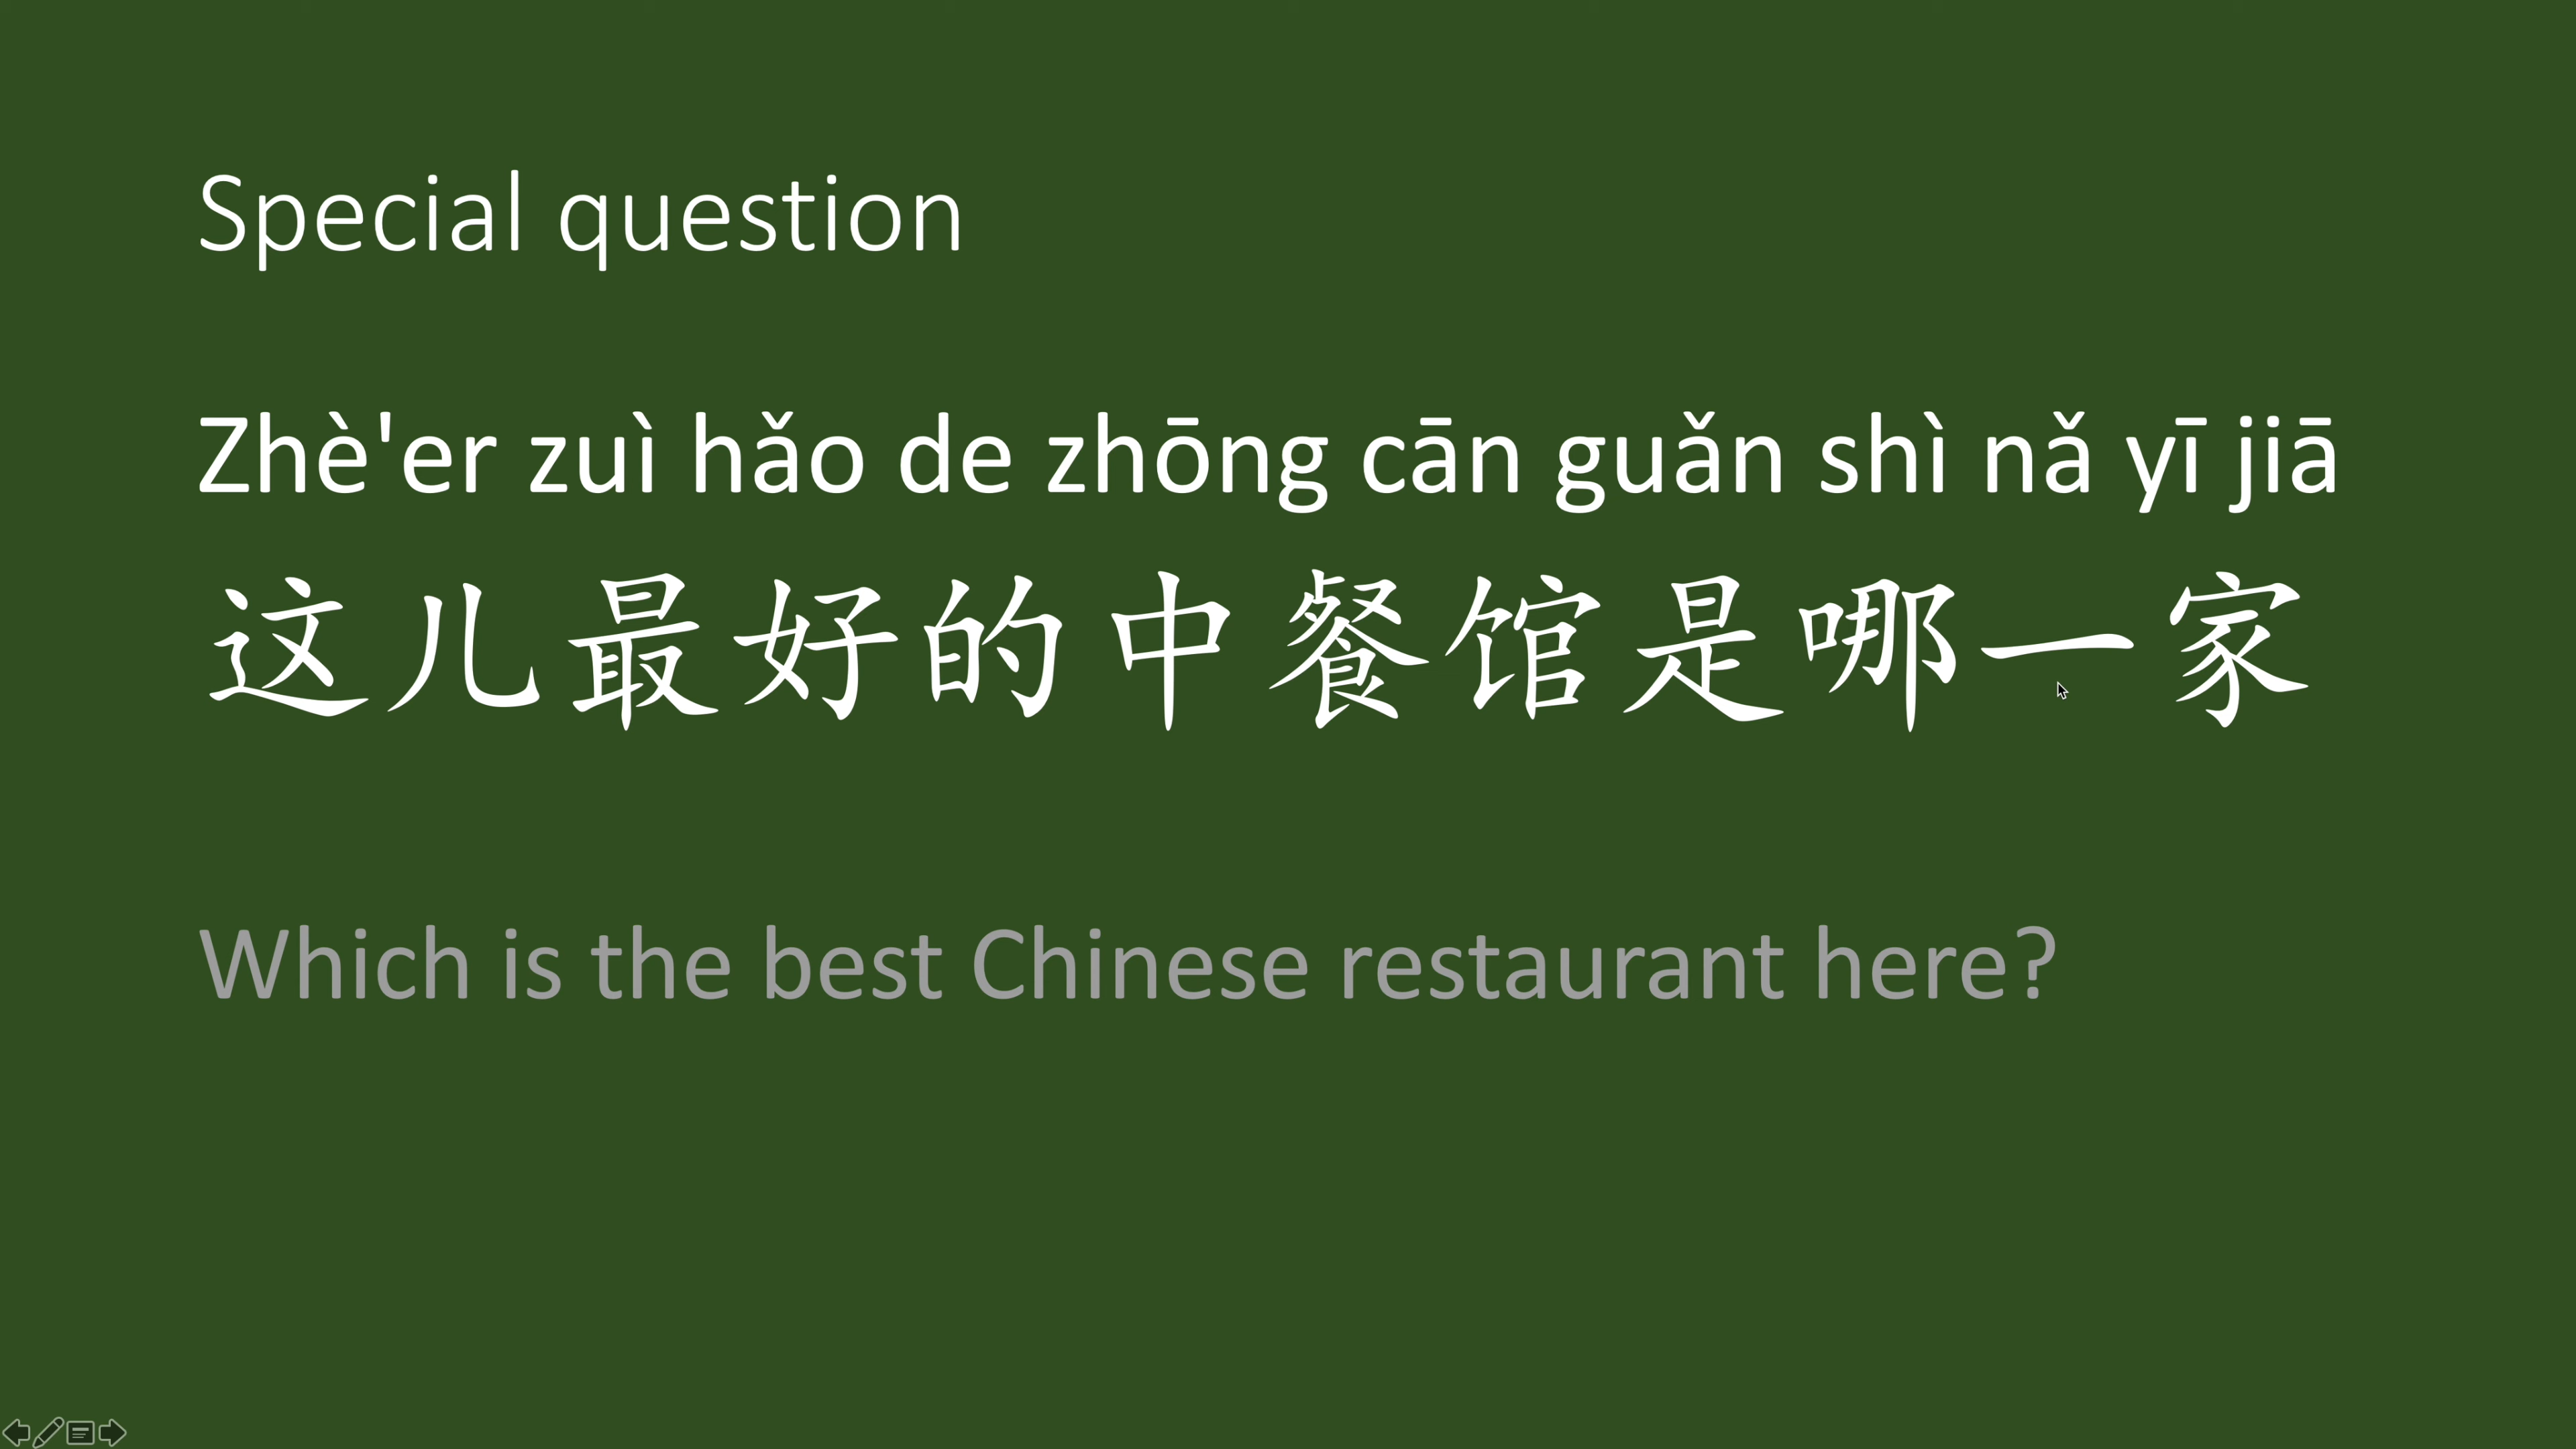 Special question
Zhè'er zuì hǎo de zhōng cān guǎn shì nǎ yī jiā
这儿最好的中餐馆是哪一家
Which is the best Chinese restaurant here?